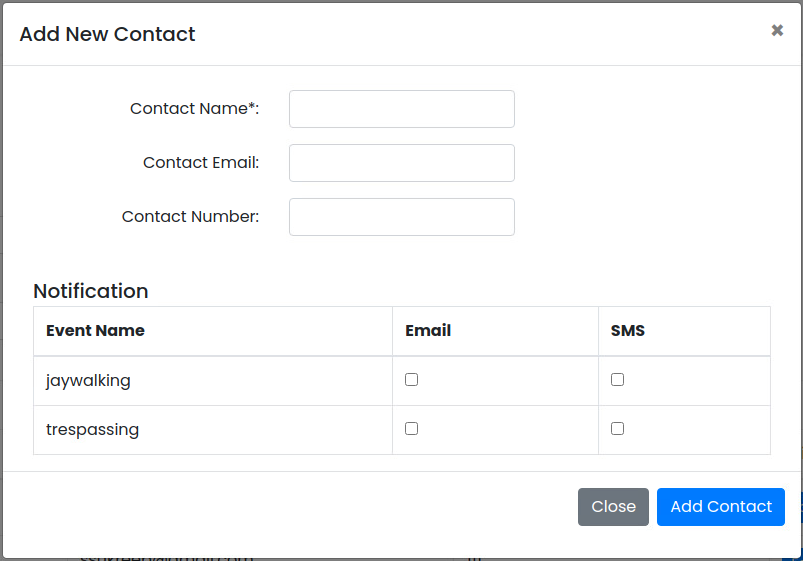 Add New Contact ×
Contact Name*:
Contact Email:
Contact Number:
Notification
Event Name Email SMS
jaywalking
trespassing
Close Add Contact